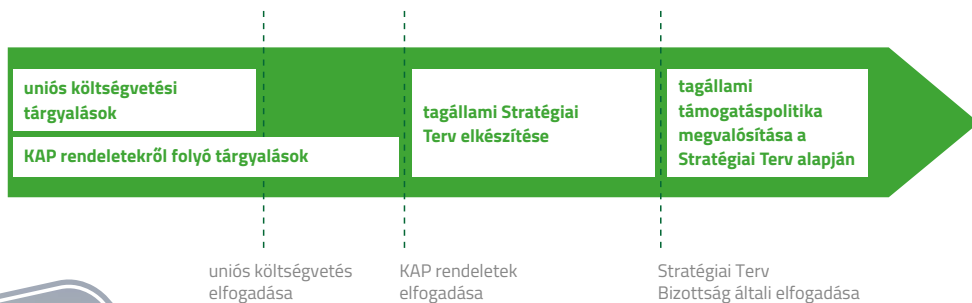 uniós költségvetési
tárgyalások
KAP rendeletekről folyó tárgyalások
tagállami Stratégiai
Terv elkészítése
tagállami
támogatáspolitika
megvalósítása a
Stratégiai Terv alapján
uniós költségvetés
elfogadása
KAP rendeletek
elfogadása
Stratégiai Terv
Bizottság általi elfogadása